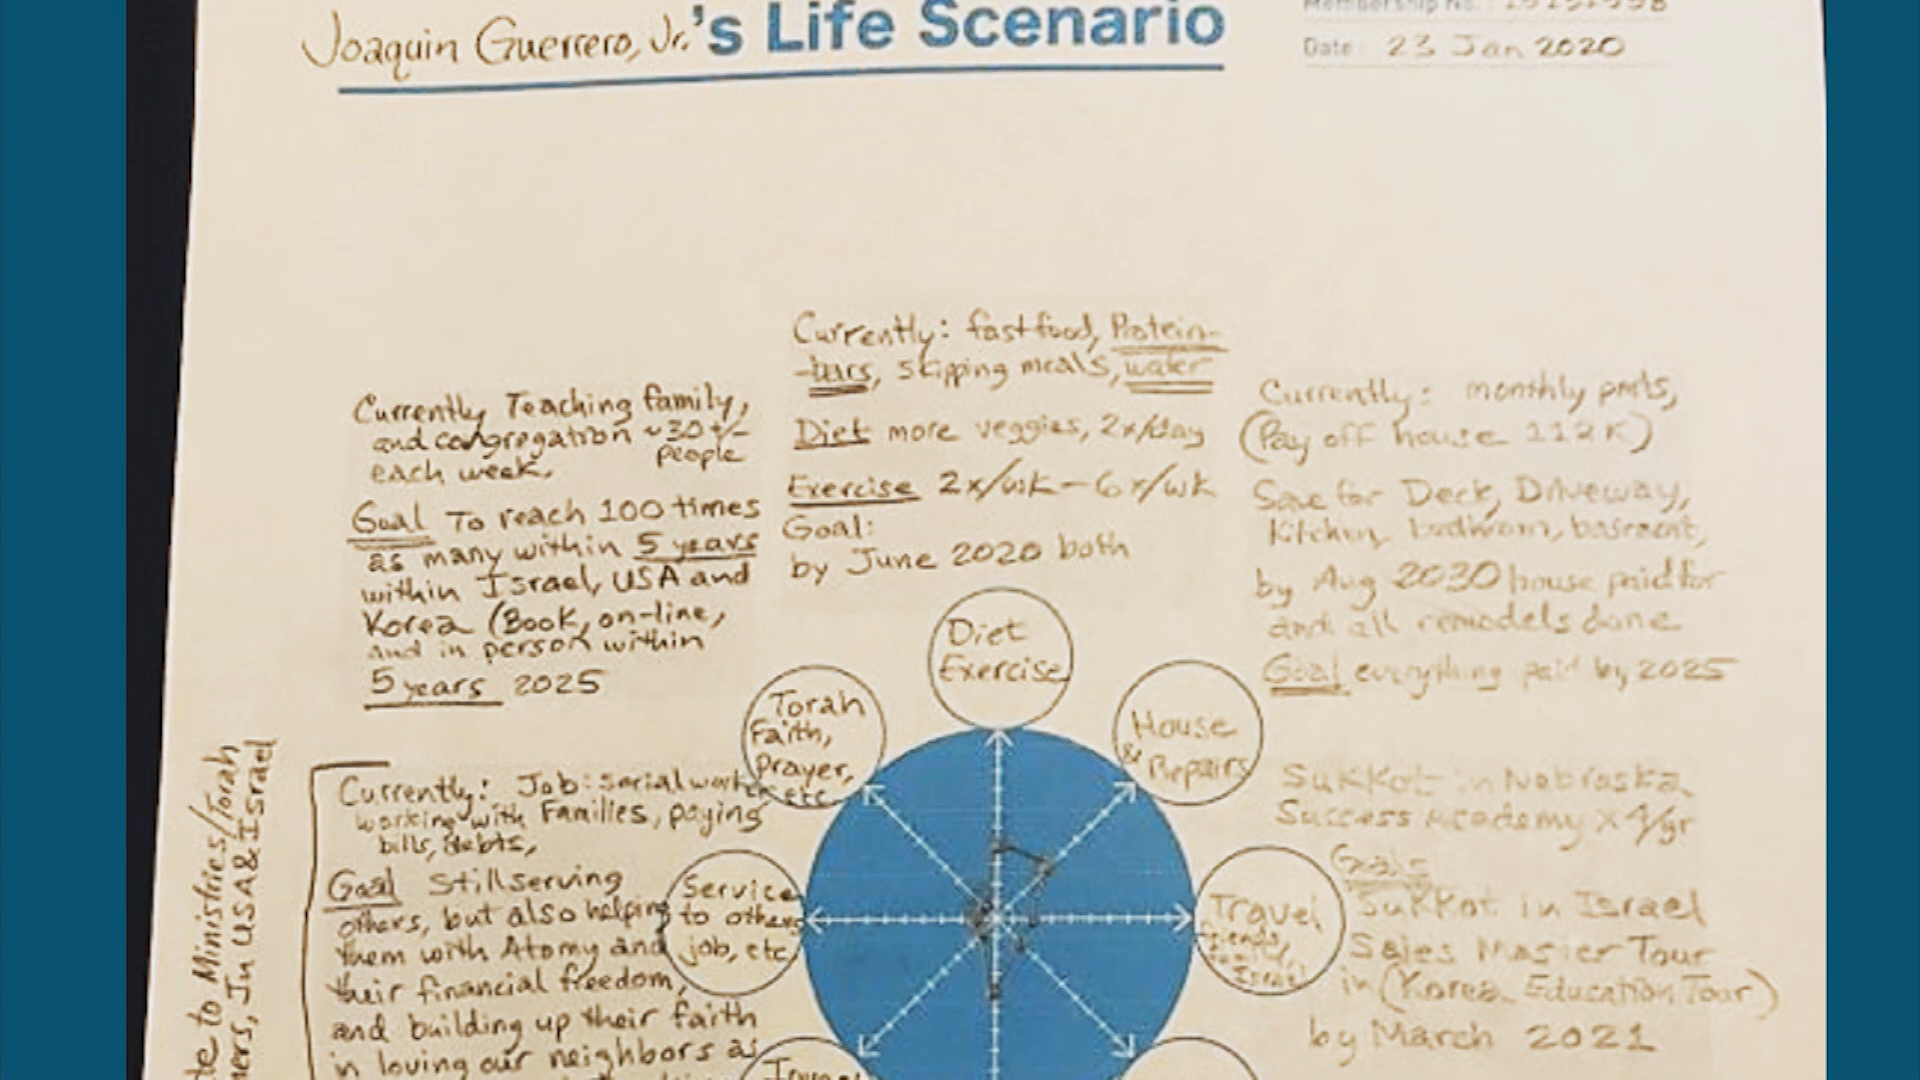 Joaquin Guerrero, Jr.'s Life Scenario
Membership No.:
Date: 23 Jan 2020
Currently: fastfood, Protein-
-bars, skipping meals, water
Diet more veggies, 2x/day
Exercise 2x/wk - 6x/wk
Goal:
by June 2020 both
Currently Teaching family,
and congregation ~30 +/-
people
each week.
Goal To reach 100 times
as many within 5 years
within Israel, USA and
Korea (Book, on-line,
and in person within
5 years 2025
Currently: monthly pmts,
(Pay off house 112K)
Save for Deck, Driveway,
Kitchen, bathroom, basement,
by Aug 2030 house paid for
and all remodels done
Goal everything paid by 2025
Diet
Exercise
Torah
Faith,
Prayer,
etc
House
& Repairs
Currently: Job: social worker
working with Families, paying
bills, debts,
Goal Still serving
others, but also helping
them with Atomy and
their financial freedom,
and building up their faith
in loving our neighbors as
Service
to others
job, etc
Travel,
friends,
family,
Israel
Sukkot in Nebraska
Success Academy x 4/yr
Goals
Sukkot in Israel
Sales Master Tour
in (Korea Education Tour)
by March 2021
to Ministries/Torah
In USA & Israel